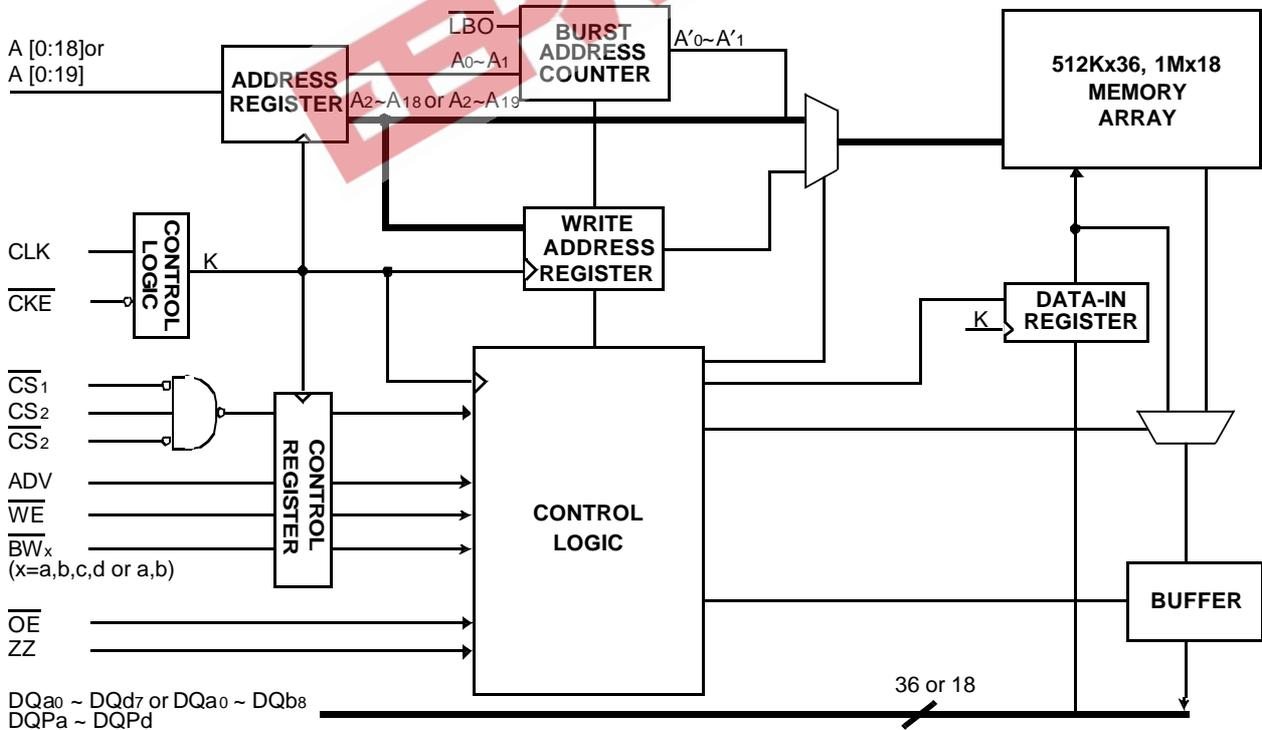 A [0:18]or
A [0:19]
ADDRESS
REGISTER
LBO
A0~A1
A2~A18 or A2~A19
BURST
ADDRESS
COUNTER
A′0~A′1
512Kx36, 1Mx18
MEMORY
ARRAY
CLK
CKE
CONTROL
LOGIC
K
WRITE
ADDRESS
REGISTER
DATA-IN
REGISTER
K
CS1
CS2
CS2
ADV
WE
BWx
(x=a,b,c,d or a,b)
CONTROL
REGISTER
CONTROL
LOGIC
OE
ZZ
BUFFER
DQa0 ~ DQd7 or DQa0 ~ DQb8
DQPa ~ DQPd
36 or 18